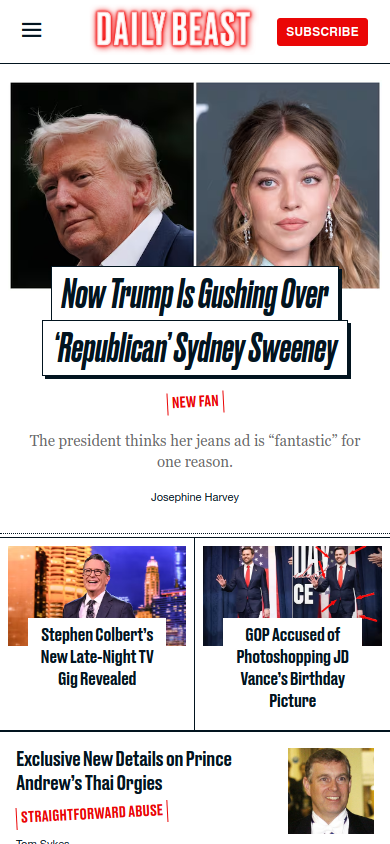 DAILY BEAST
SUBSCRIBE
Now Trump Is Gushing Over
‘Republican’ Sydney Sweeney
NEW FAN
The president thinks her jeans ad is “fantastic” for
one reason.
Josephine Harvey
Stephen Colbert’s
New Late-Night TV
Gig Revealed
DA
CE
GOP Accused of
Photoshopping JD
Vance’s Birthday
Picture
Exclusive New Details on Prince
Andrew’s Thai Orgies
STRAIGHTFORWARD ABUSE
Tom Sykes